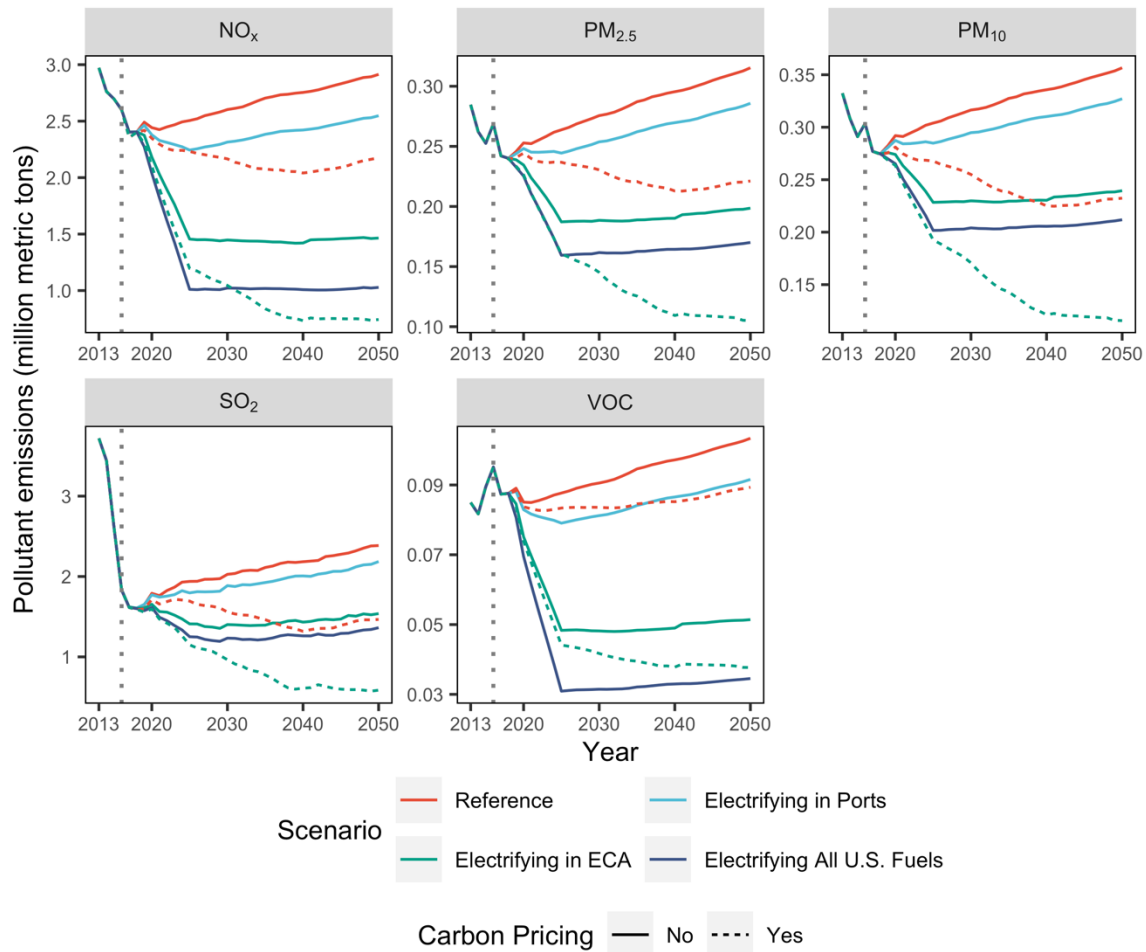 Pollutant emissions (million metric tons)
NOₓ
3.0
2.5
2.0
1.5
1.0
2013 2020 2030 2040 2050
PM₂.₅
0.30
0.25
0.20
0.15
0.10
2013 2020 2030 2040 2050
PM₁₀
0.35
0.30
0.25
0.20
0.15
2013 2020 2030 2040 2050
SO₂
3
2
1
2013 2020 2030 2040 2050
VOC
0.09
0.07
0.05
0.03
2013 2020 2030 2040 2050
Year
Scenario
Reference
Electrifying in Ports
Electrifying in ECA
Electrifying All U.S. Fuels
Carbon Pricing No Yes